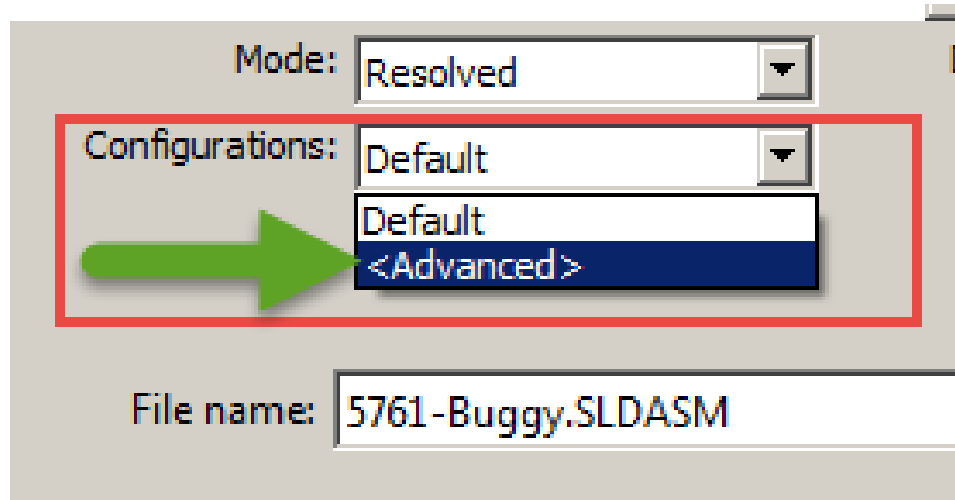 Mode: Resolved
Configurations: Default
Default
<Advanced>
File name: 5761-Buggy.SLDASM